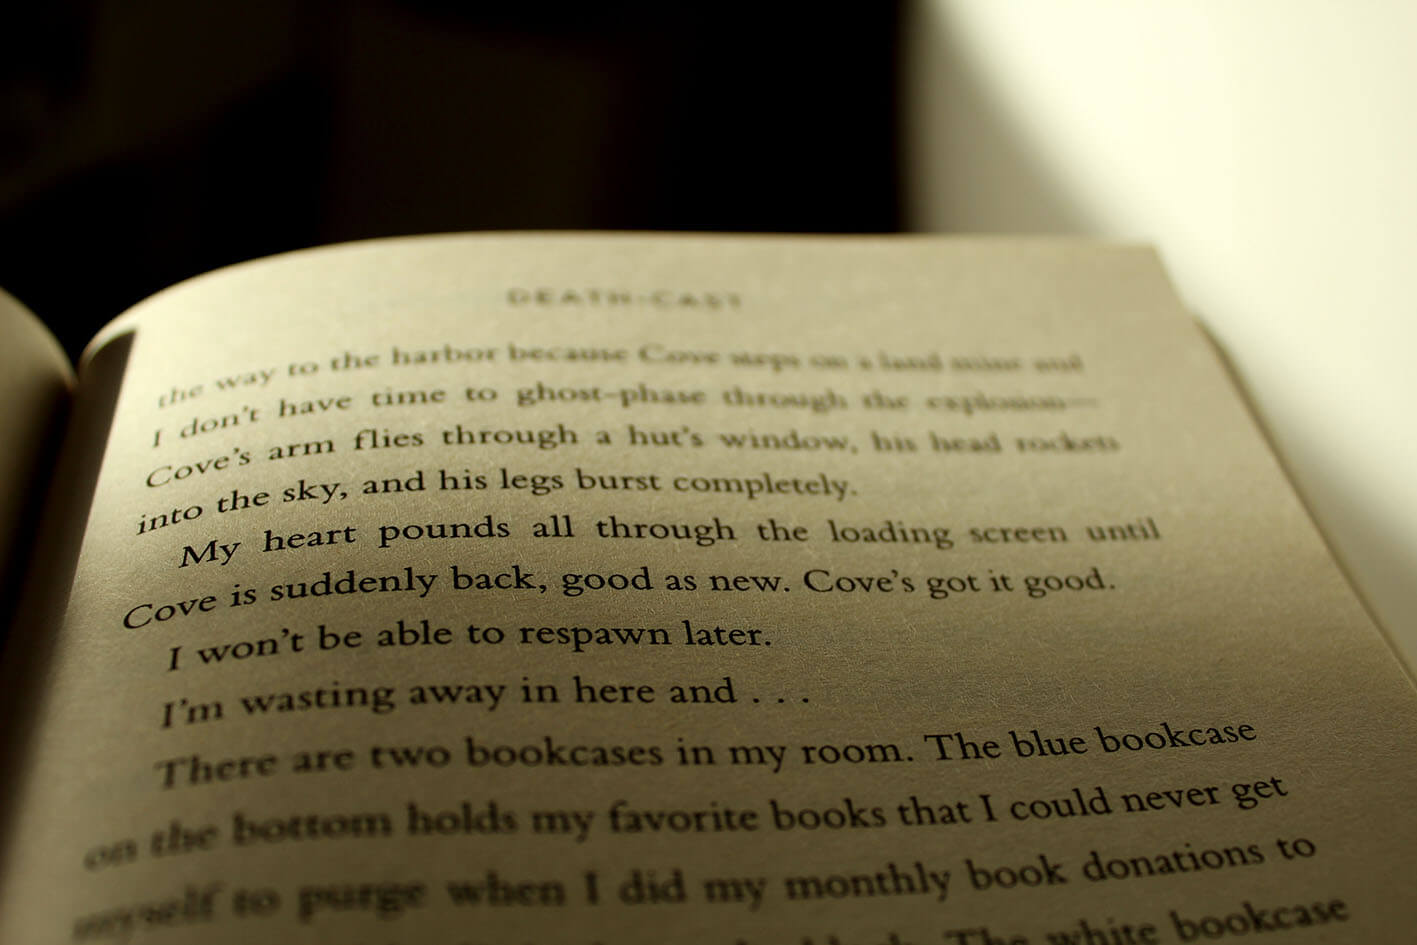 DEATH-CAST
the way to the harbor because Cove steps on a land mine and
I don't have time to ghost-phase through the explosion—
Cove's arm flies through a hut's window, his head rockets
into the sky, and his legs burst completely.
My heart pounds all through the loading screen until
Cove is suddenly back, good as new. Cove's got it good.
I won't be able to respawn later.
I'm wasting away in here and . . .
There are two bookcases in my room. The blue bookcase
on the bottom holds my favorite books that I could never get
myself to purge when I did my monthly book donations to
The white bookcase